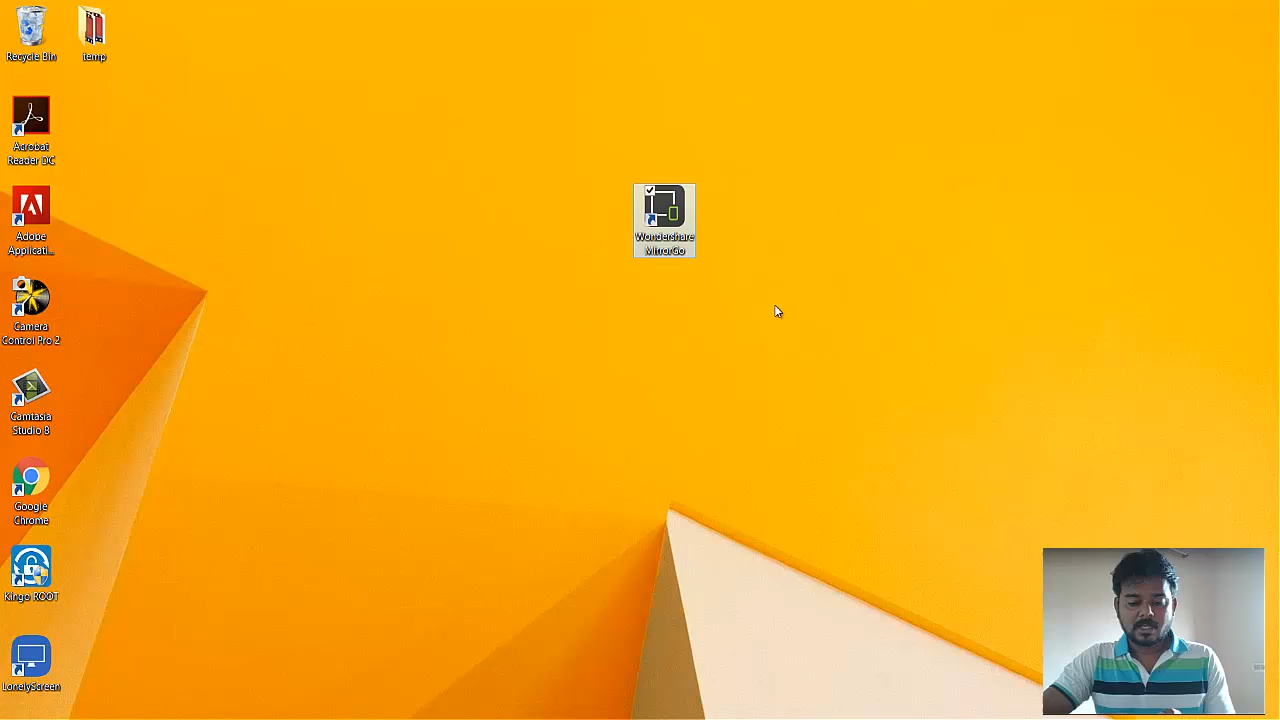 Recycle Bin
temp
Acrobat
Reader DC
Adobe
Applicati...
Camera
Control Pro 2
Camtasia
Studio 8
Google
Chrome
Kingo ROOT
LonelyScreen
Wondershare
MirrorGo